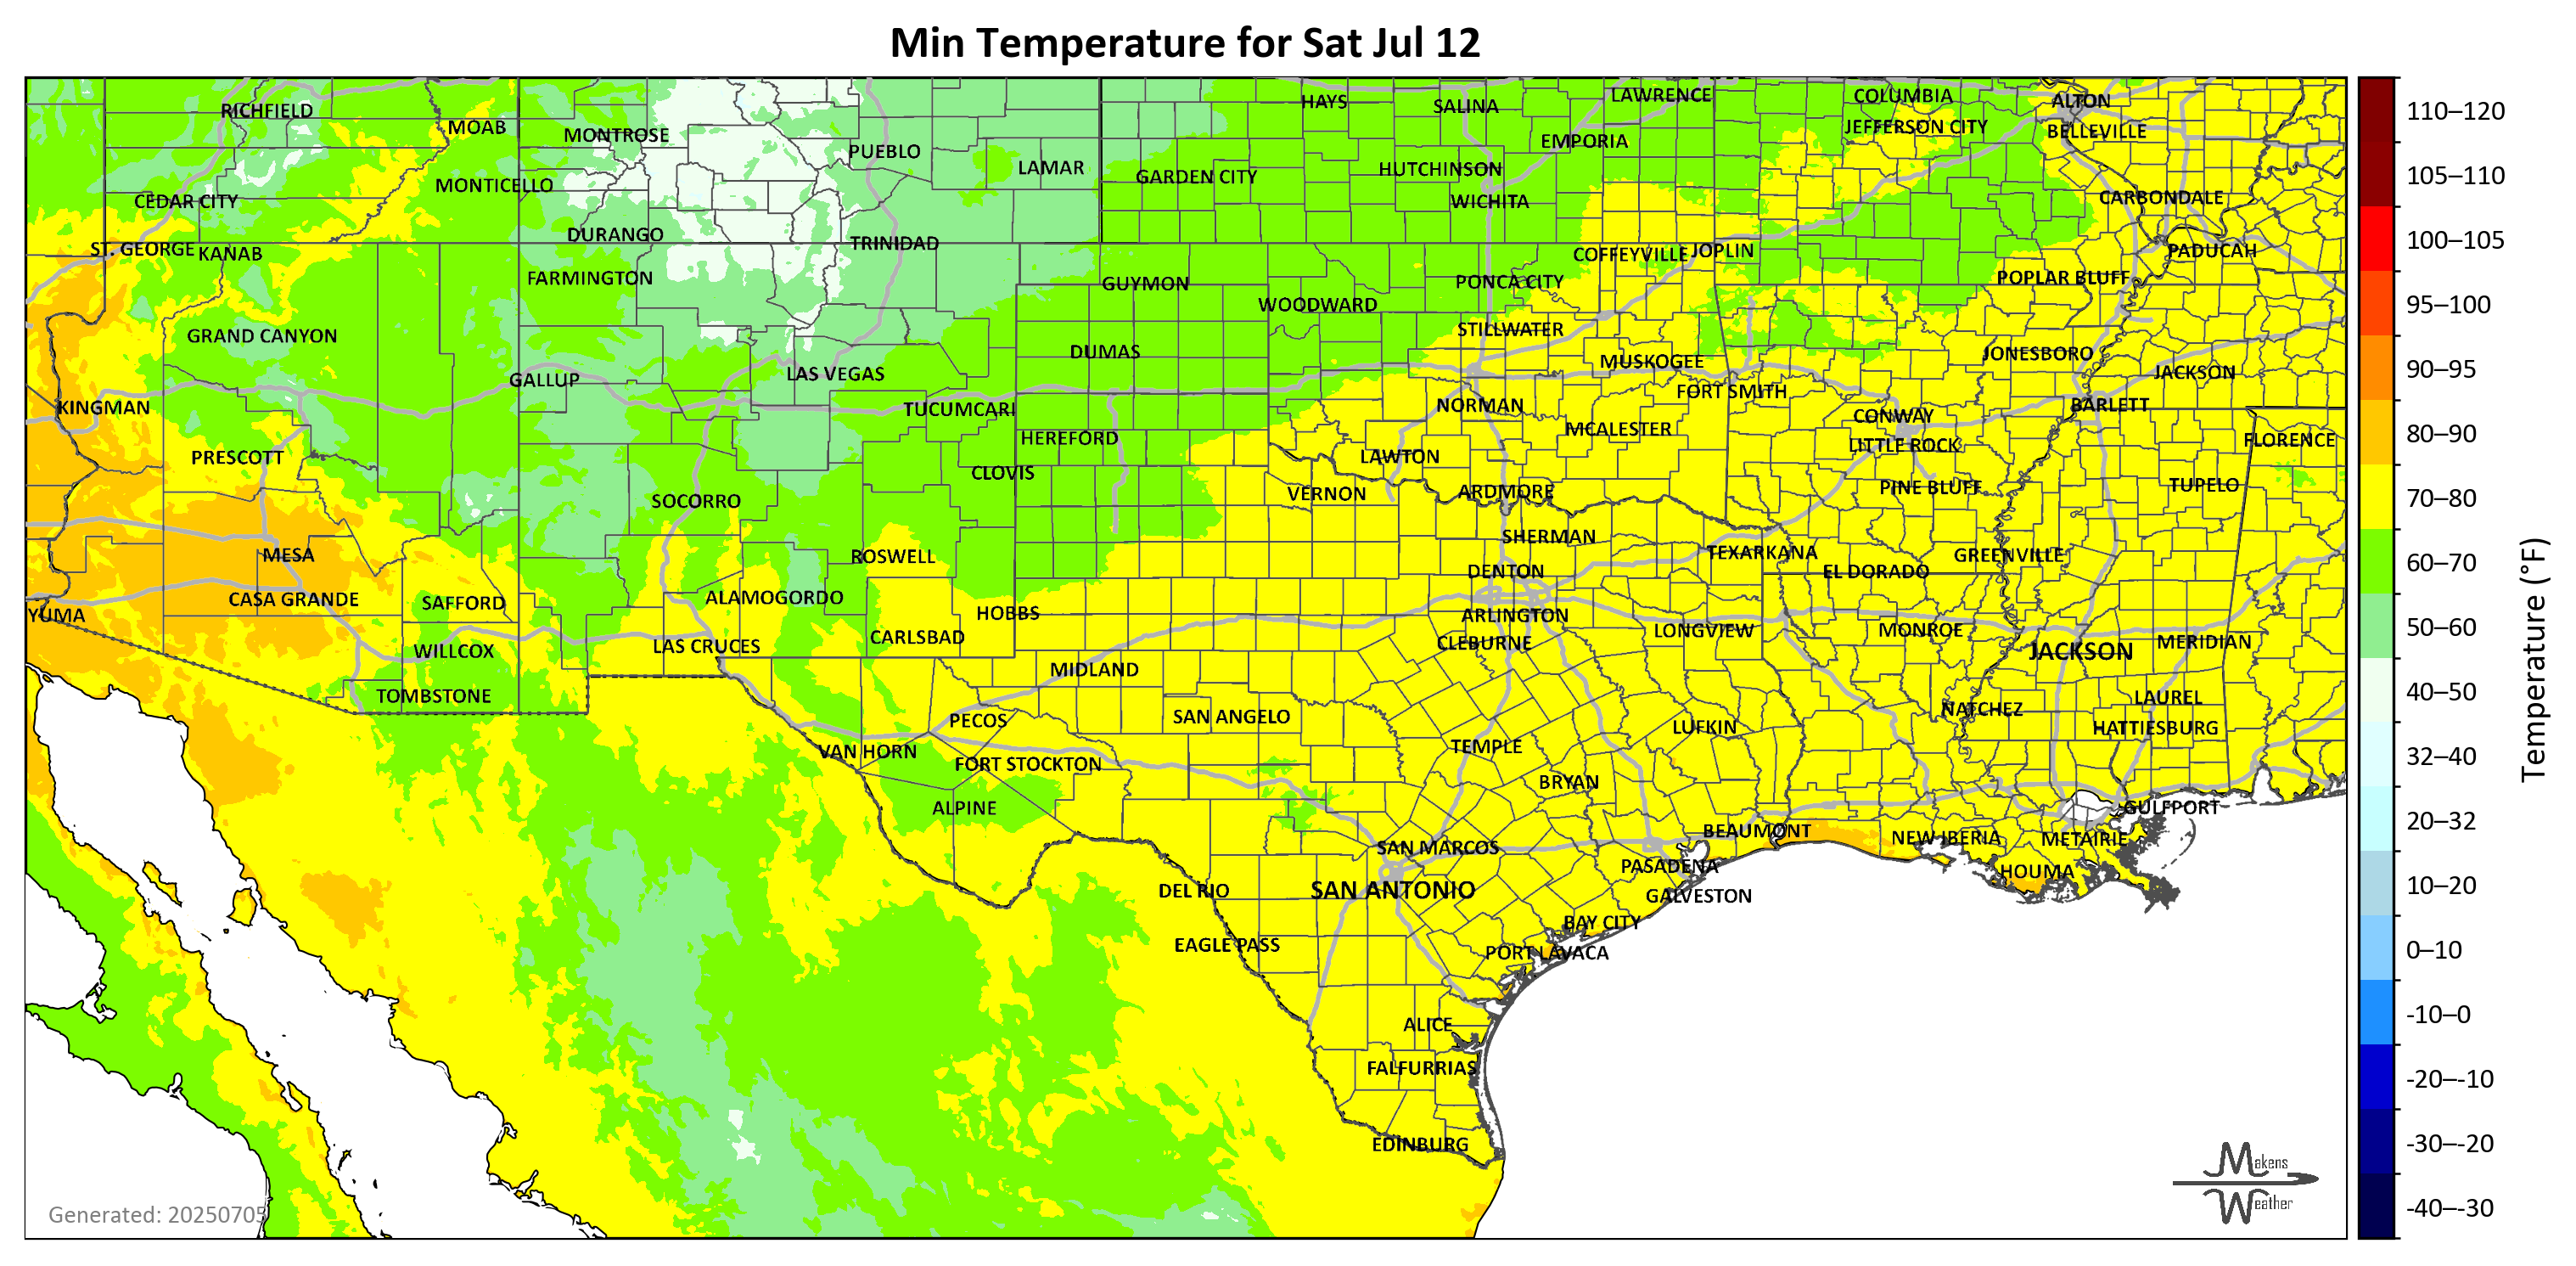 Min Temperature for Sat Jul 12
RICHFIELD
MOAB
MONTROSE
PUEBLO
LAMAR
HAYS
SALINA
LAWRENCE
COLUMBIA
ALTON
JEFFERSON CITY
BELLEVILLE
EMPORIA
GARDEN CITY
HUTCHINSON
MONTICELLO
CEDAR CITY
WICHITA
CARBONDALE
DURANGO
TRINIDAD
ST. GEORGE
KANAB
COFFEYVILLE
JOPLIN
PADUCAH
FARMINGTON
GUYMON
PONCA CITY
POPLAR BLUFF
WOODWARD
GRAND CANYON
STILLWATER
DUMAS
MUSKOGEE
JONESBORO
GALLUP
LAS VEGAS
JACKSON
FORT SMITH
KINGMAN
TUCUMCARI
NORMAN
CONWAY
BARLETT
HEREFORD
MCALESTER
LITTLE ROCK
FLORENCE
PRESCOTT
CLOVIS
LAWTON
SOCORRO
VERNON
ARDMORE
PINE BLUFF
TUPELO
MESA
ROSWELL
SHERMAN
TEXARKANA
GREENVILLE
CASA GRANDE
SAFFORD
ALAMOGORDO
DENTON
EL DORADO
YUMA
HOBBS
ARLINGTON
WILLCOX
LAS CRUCES
CARLSBAD
CLEBURNE
LONGVIEW
MONROE
JACKSON
MERIDIAN
TOMBSTONE
MIDLAND
LAUREL
PECOS
SAN ANGELO
NATCHEZ
HATTIESBURG
VAN HORN
FORT STOCKTON
TEMPLE
LUFKIN
ALPINE
BRYAN
GULFPORT
SAN MARCOS
BEAUMONT
NEW IBERIA
METAIRIE
DEL RIO
SAN ANTONIO
PASADENA
HOUMA
GALVESTON
EAGLE PASS
BAY CITY
PORT LAVACA
ALICE
FALFURRIAS
EDINBURG
Generated: 20250705
Makens
Weather
110–120
105–110
100–105
95–100
90–95
80–90
70–80
60–70
50–60
40–50
32–40
20–32
10–20
0–10
-10–0
-20–-10
-30–-20
-40–-30
Temperature (°F)